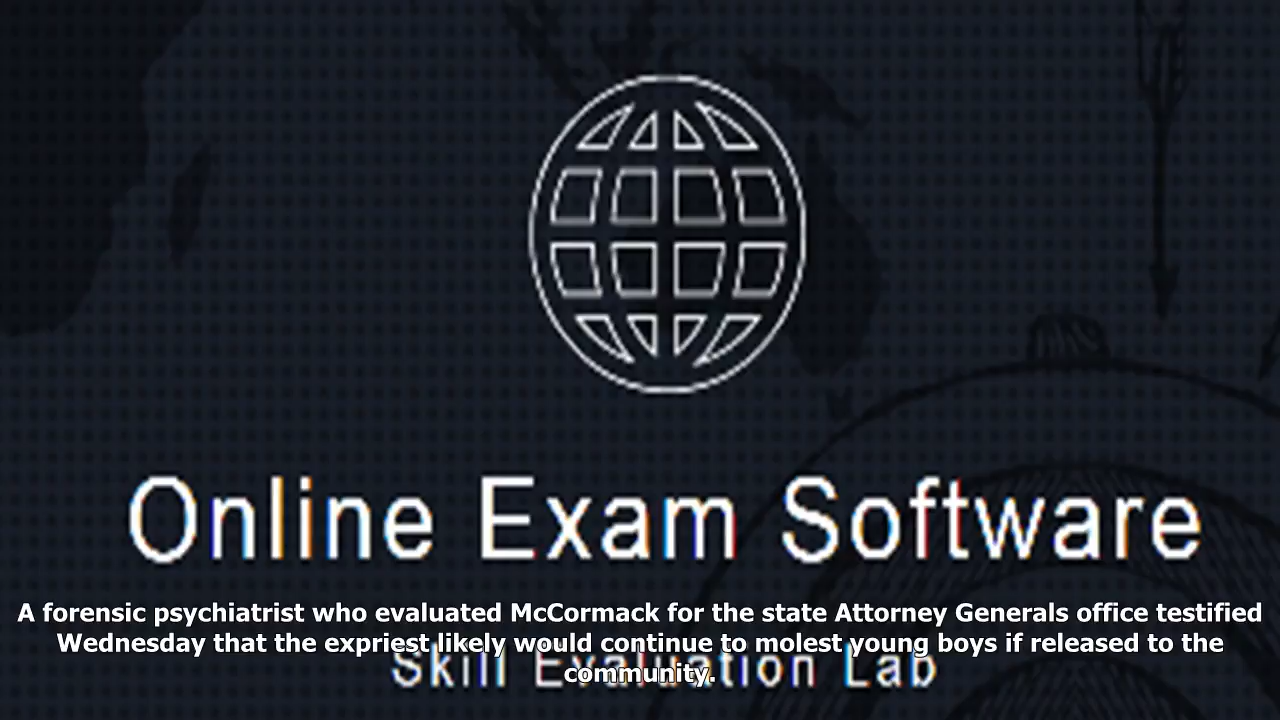 Online Exam Software
A forensic psychiatrist who evaluated McCormack for the state Attorney Generals office testified
Wednesday that the expriest likely would continue to molest young boys if released to the
community.
Skill Evaluation Lab